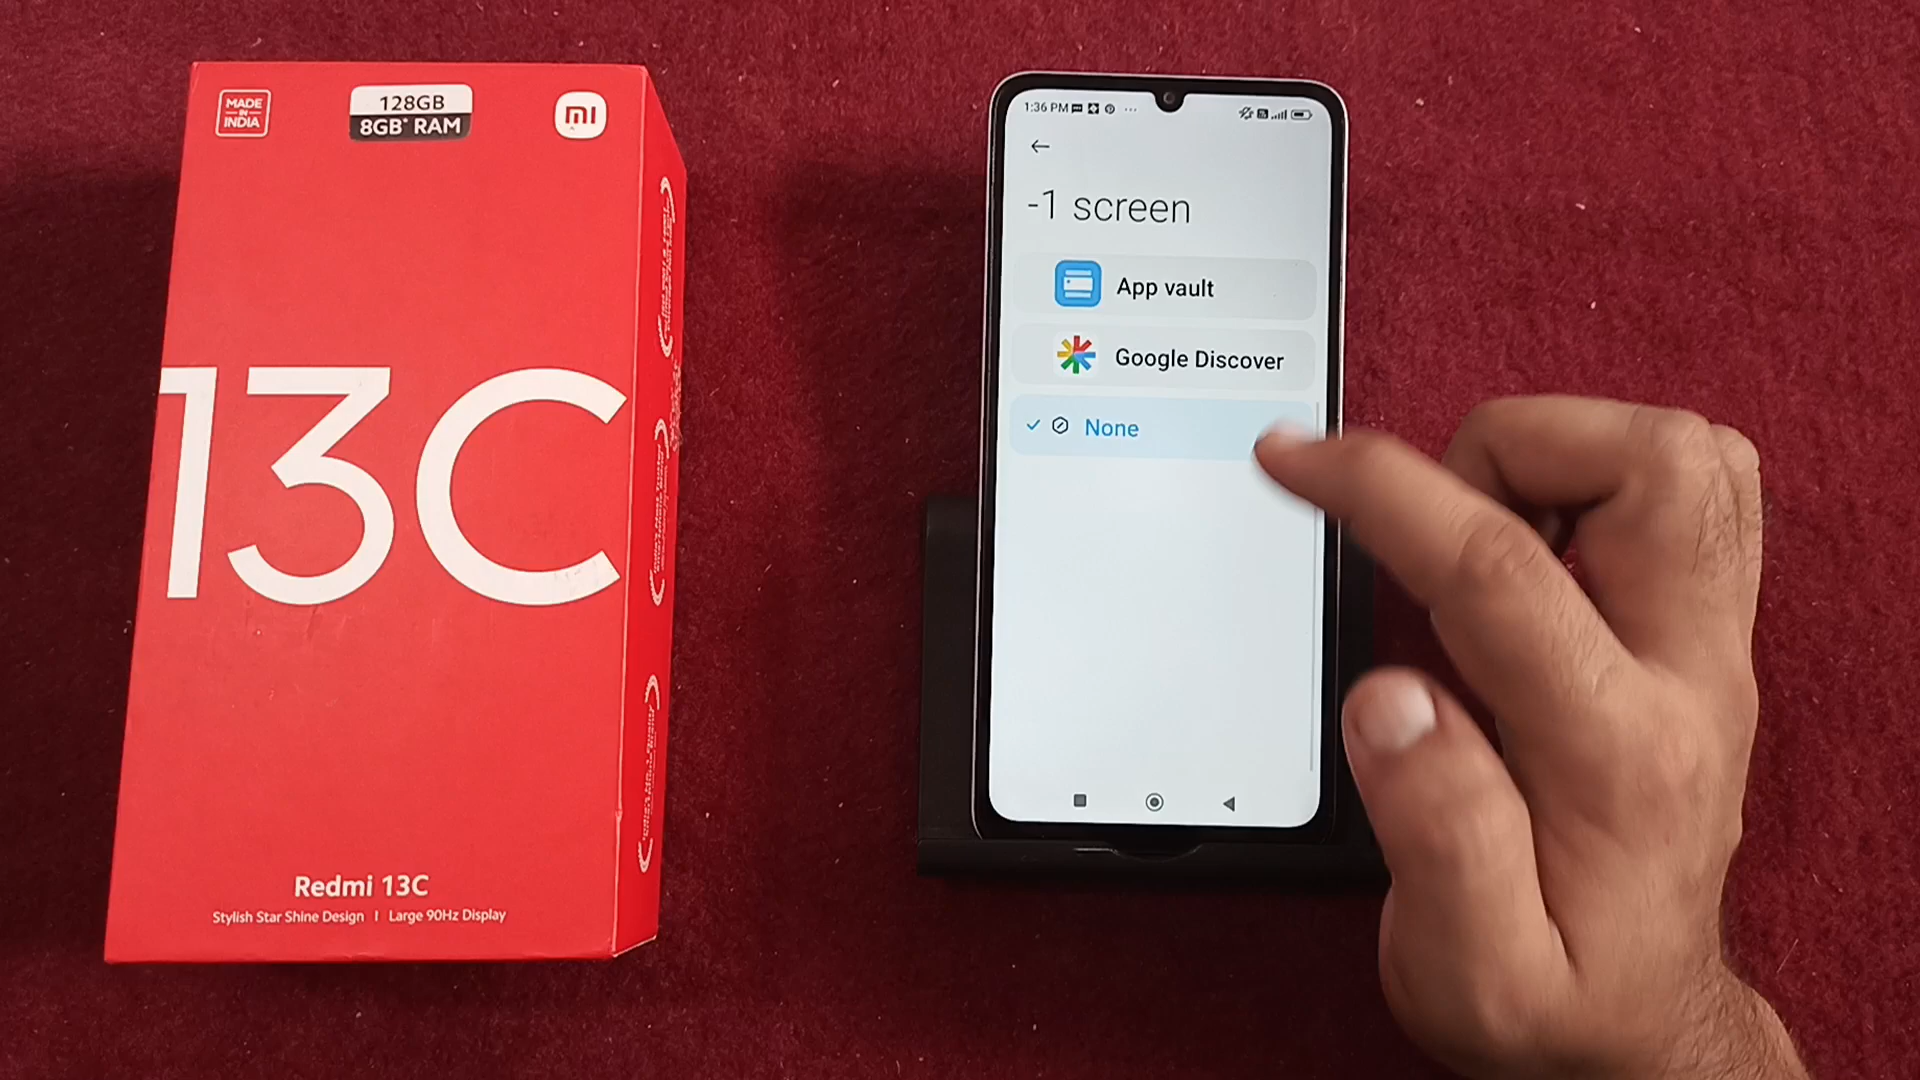 MADE
IN
INDIA
128GB
8GB* RAM
mi
13C
Redmi 13C
Stylish Star Shine Design | Large 90Hz Display
1:36 PM
-1 screen
App vault
Google Discover
None